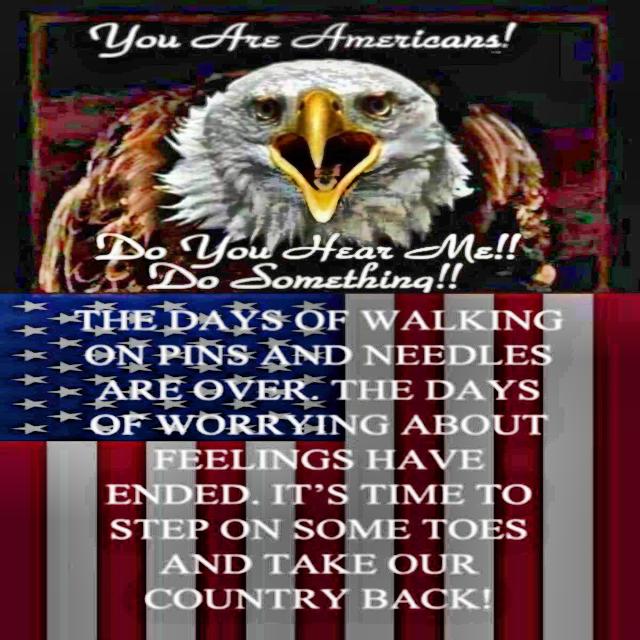 You Are Americans!
Do You Hear Me!!
Do Something!!
THE DAYS OF WALKING
ON PINS AND NEEDLES
ARE OVER. THE DAYS
OF WORRYING ABOUT
FEELINGS HAVE
ENDED. IT'S TIME TO
STEP ON SOME TOES
AND TAKE OUR
COUNTRY BACK!